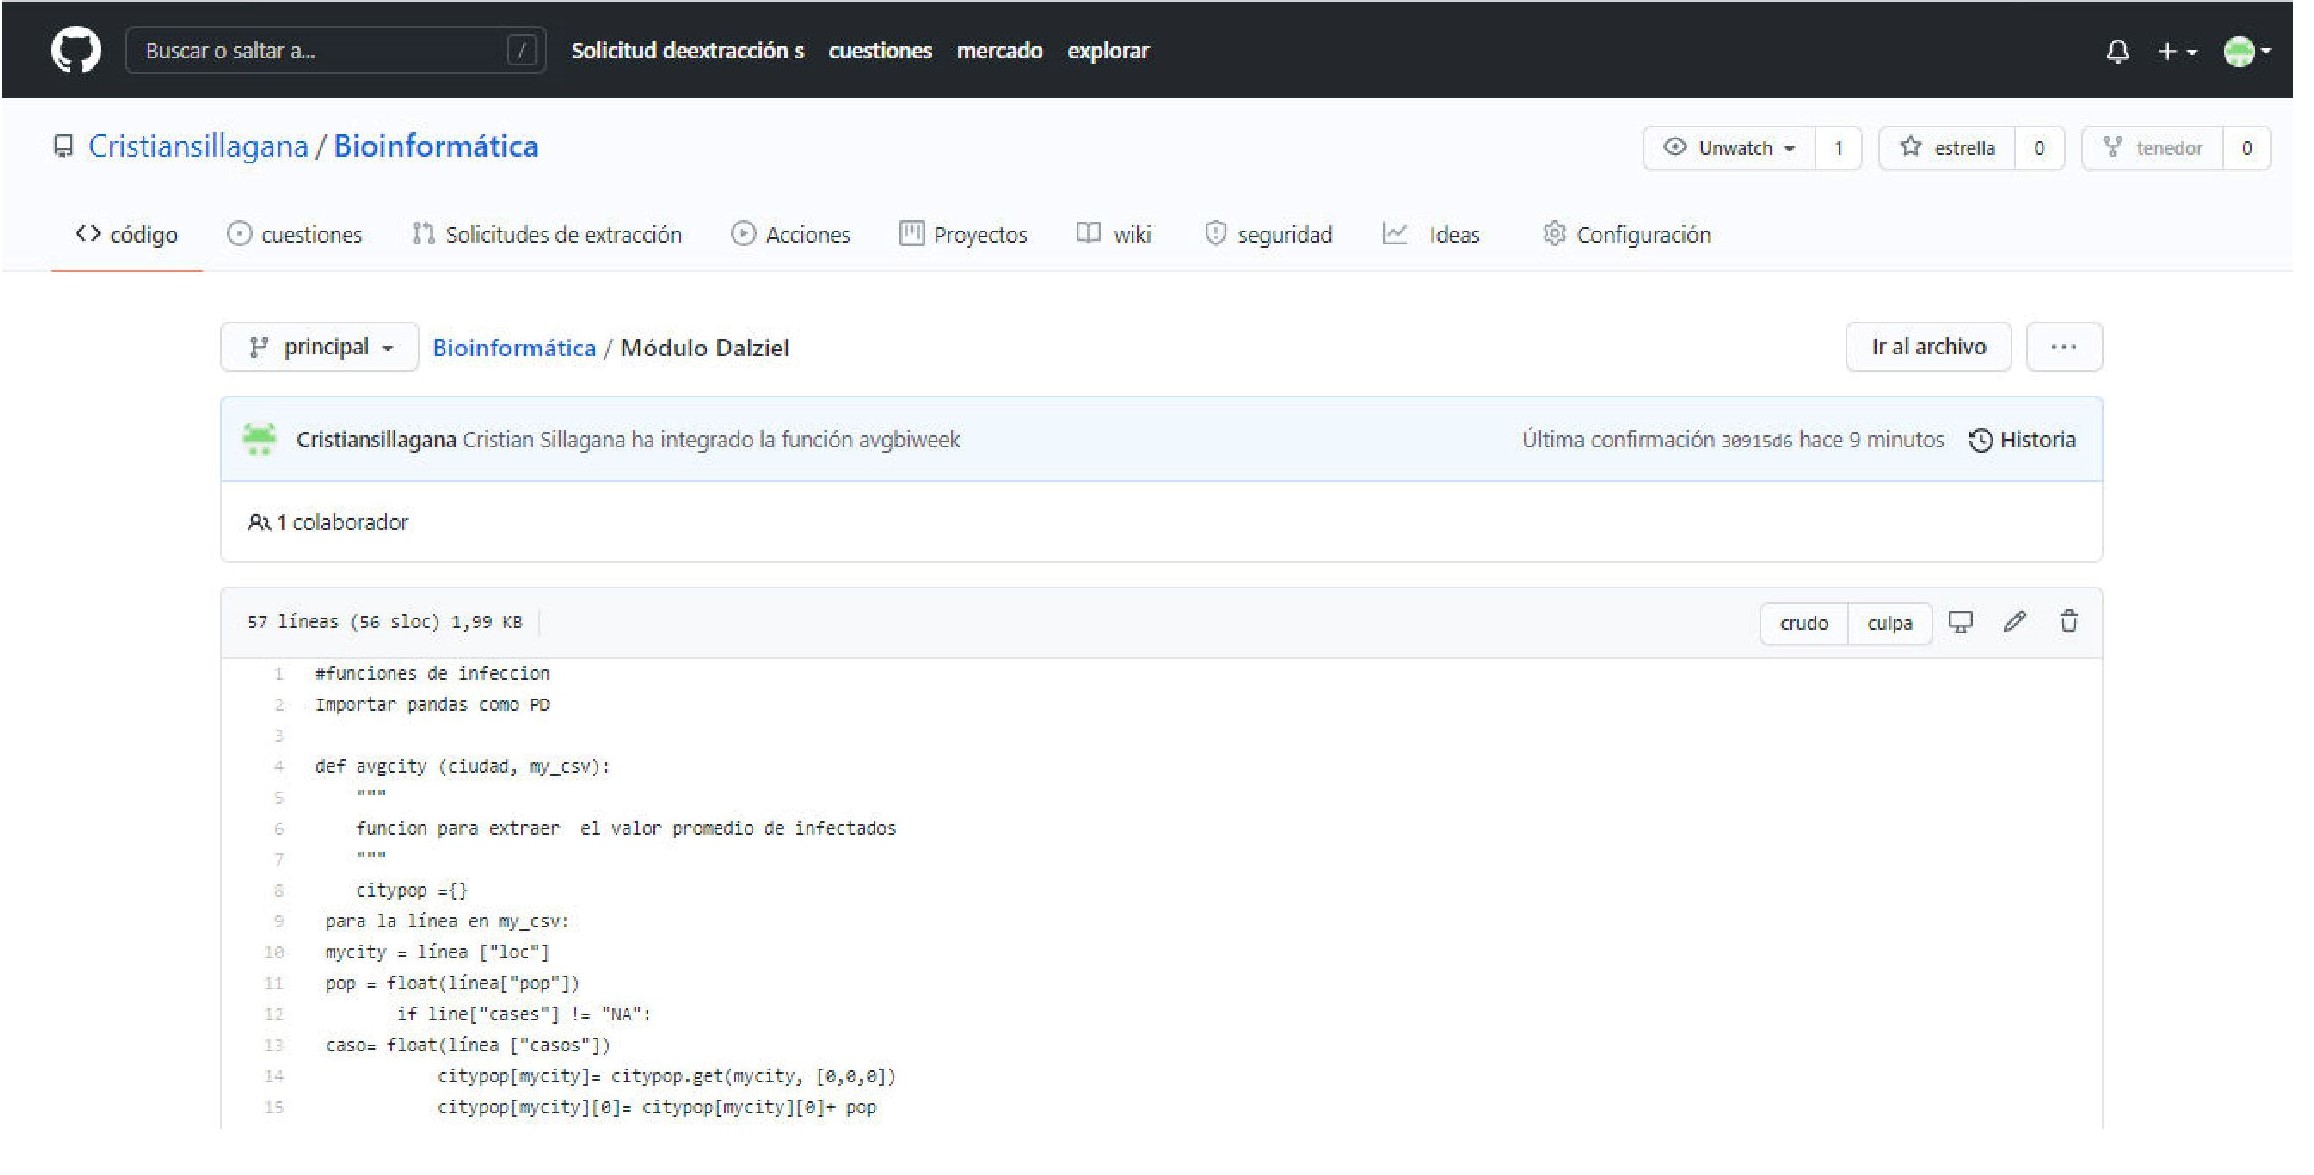 Buscar o saltar a... / Solicitud deextracción s cuestiones mercado explorar
Cristiansillagana / Bioinformática Unwatch 1 estrella 0 tenedor 0
<> código cuestiones Solicitudes de extracción Acciones Proyectos wiki seguridad Ideas Configuración
principal Bioinformática / Módulo Dalziel Ir al archivo ...
Cristiansillagana Cristian Sillagana ha integrado la función avgbiweek Última confirmación 30915d6 hace 9 minutos Historia
1 colaborador
57 líneas (56 sloc) 1,99 KB crudo culpa
1 #funciones de infeccion
2 Importar pandas como PD
3
4 def avgcity (ciudad, my_csv):
5 """
6 funcion para extraer  el valor promedio de infectados
7 """
8 citypop ={}
9 para la línea en my_csv:
10 mycity = línea ["loc"]
11 pop = float(línea["pop"])
12 if line["cases"] != "NA":
13 caso= float(línea ["casos"])
14 citypop[mycity]= citypop.get(mycity, [0,0,0])
15 citypop[mycity][0]= citypop[mycity][0]+ pop